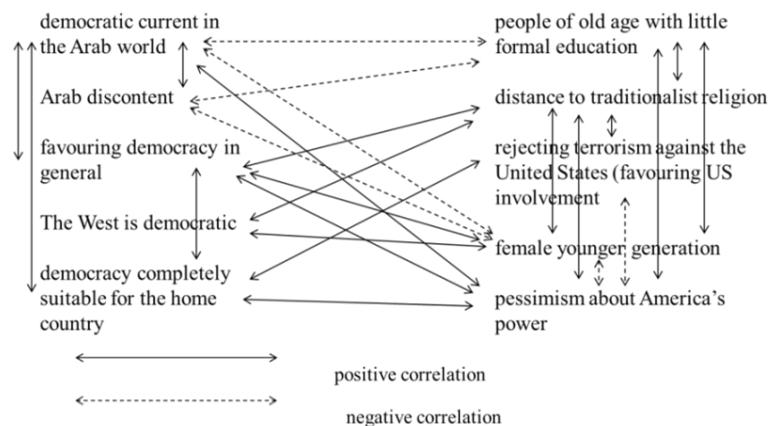 democratic current in
the Arab world
Arab discontent
favouring democracy in
general
The West is democratic
democracy completely
suitable for the home
country
people of old age with little
formal education
distance to traditionalist religion
rejecting terrorism against the
United States (favouring US
involvement
female younger generation
pessimism about America's
power
positive correlation
negative correlation